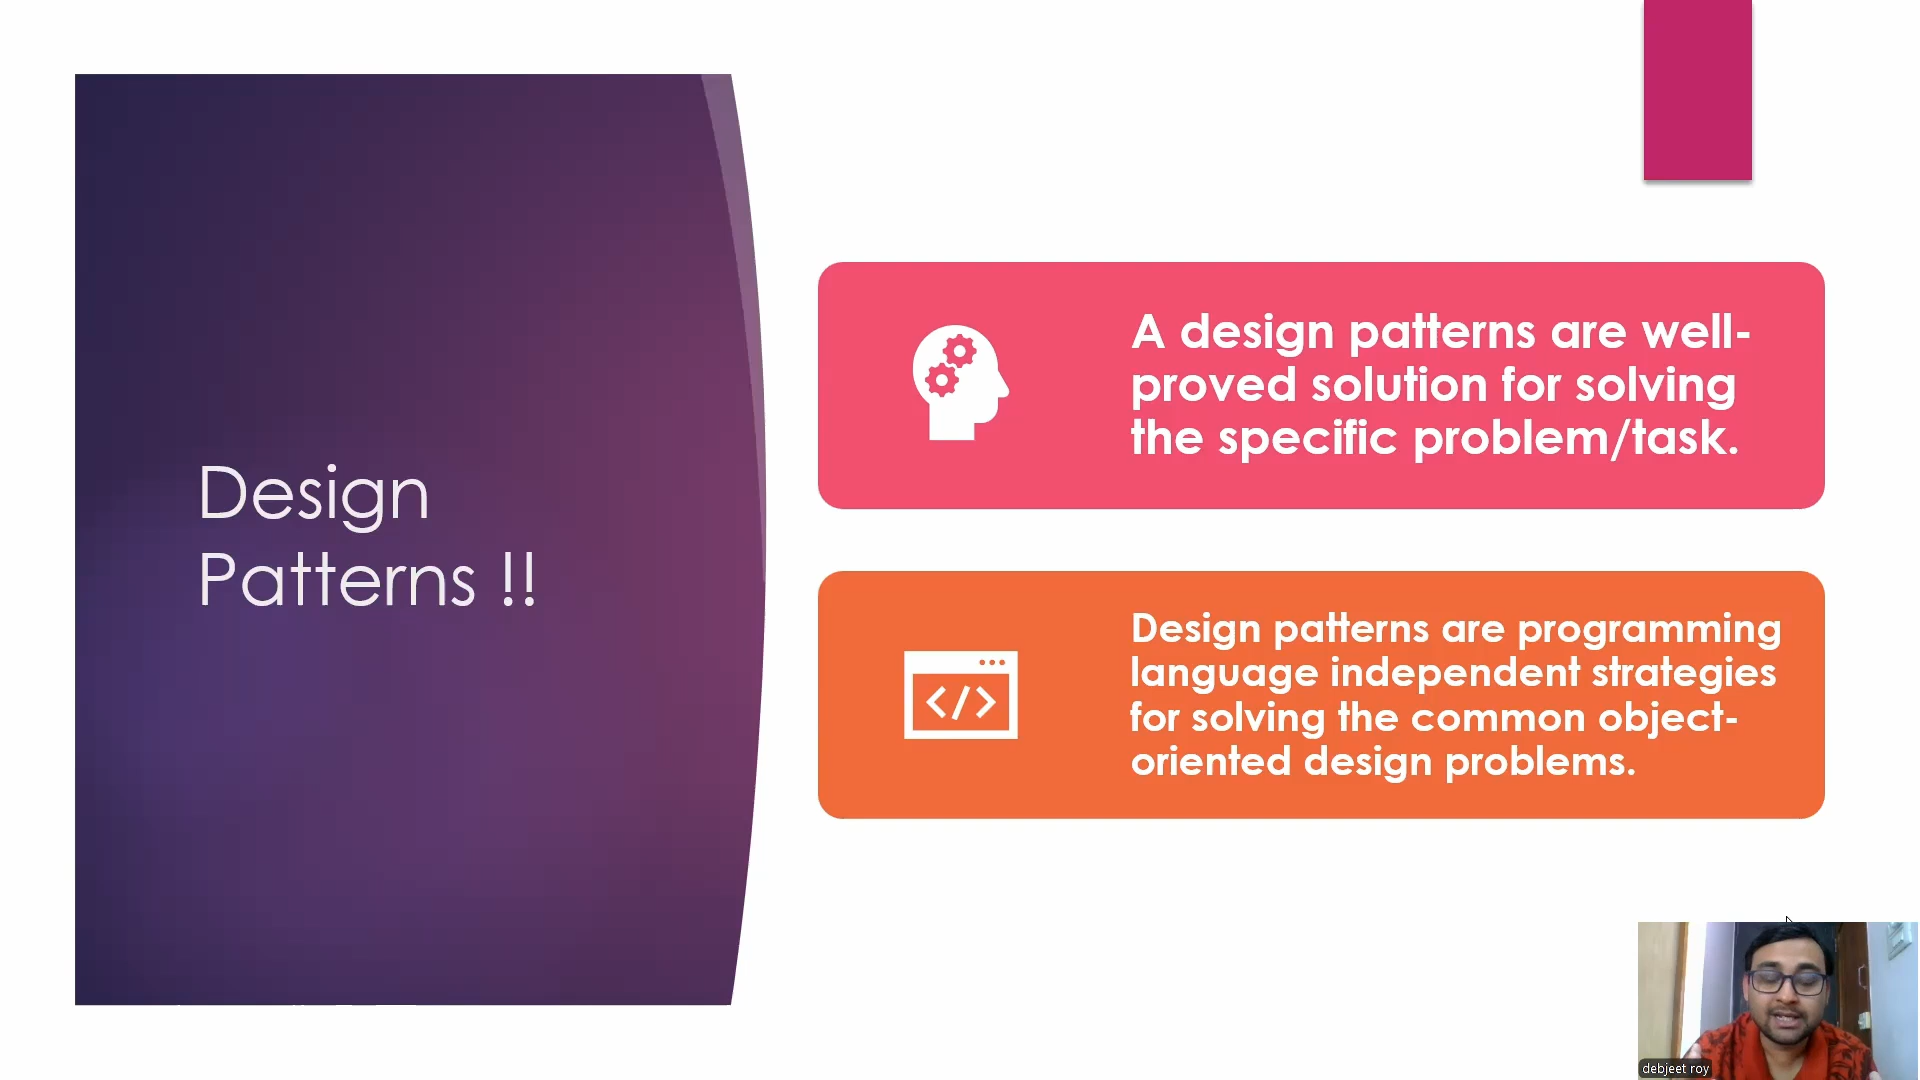 Design
Patterns !!
A design patterns are well-
proved solution for solving
the specific problem/task.
</>
Design patterns are programming
language independent strategies
for solving the common object-
oriented design problems.
debjeet roy